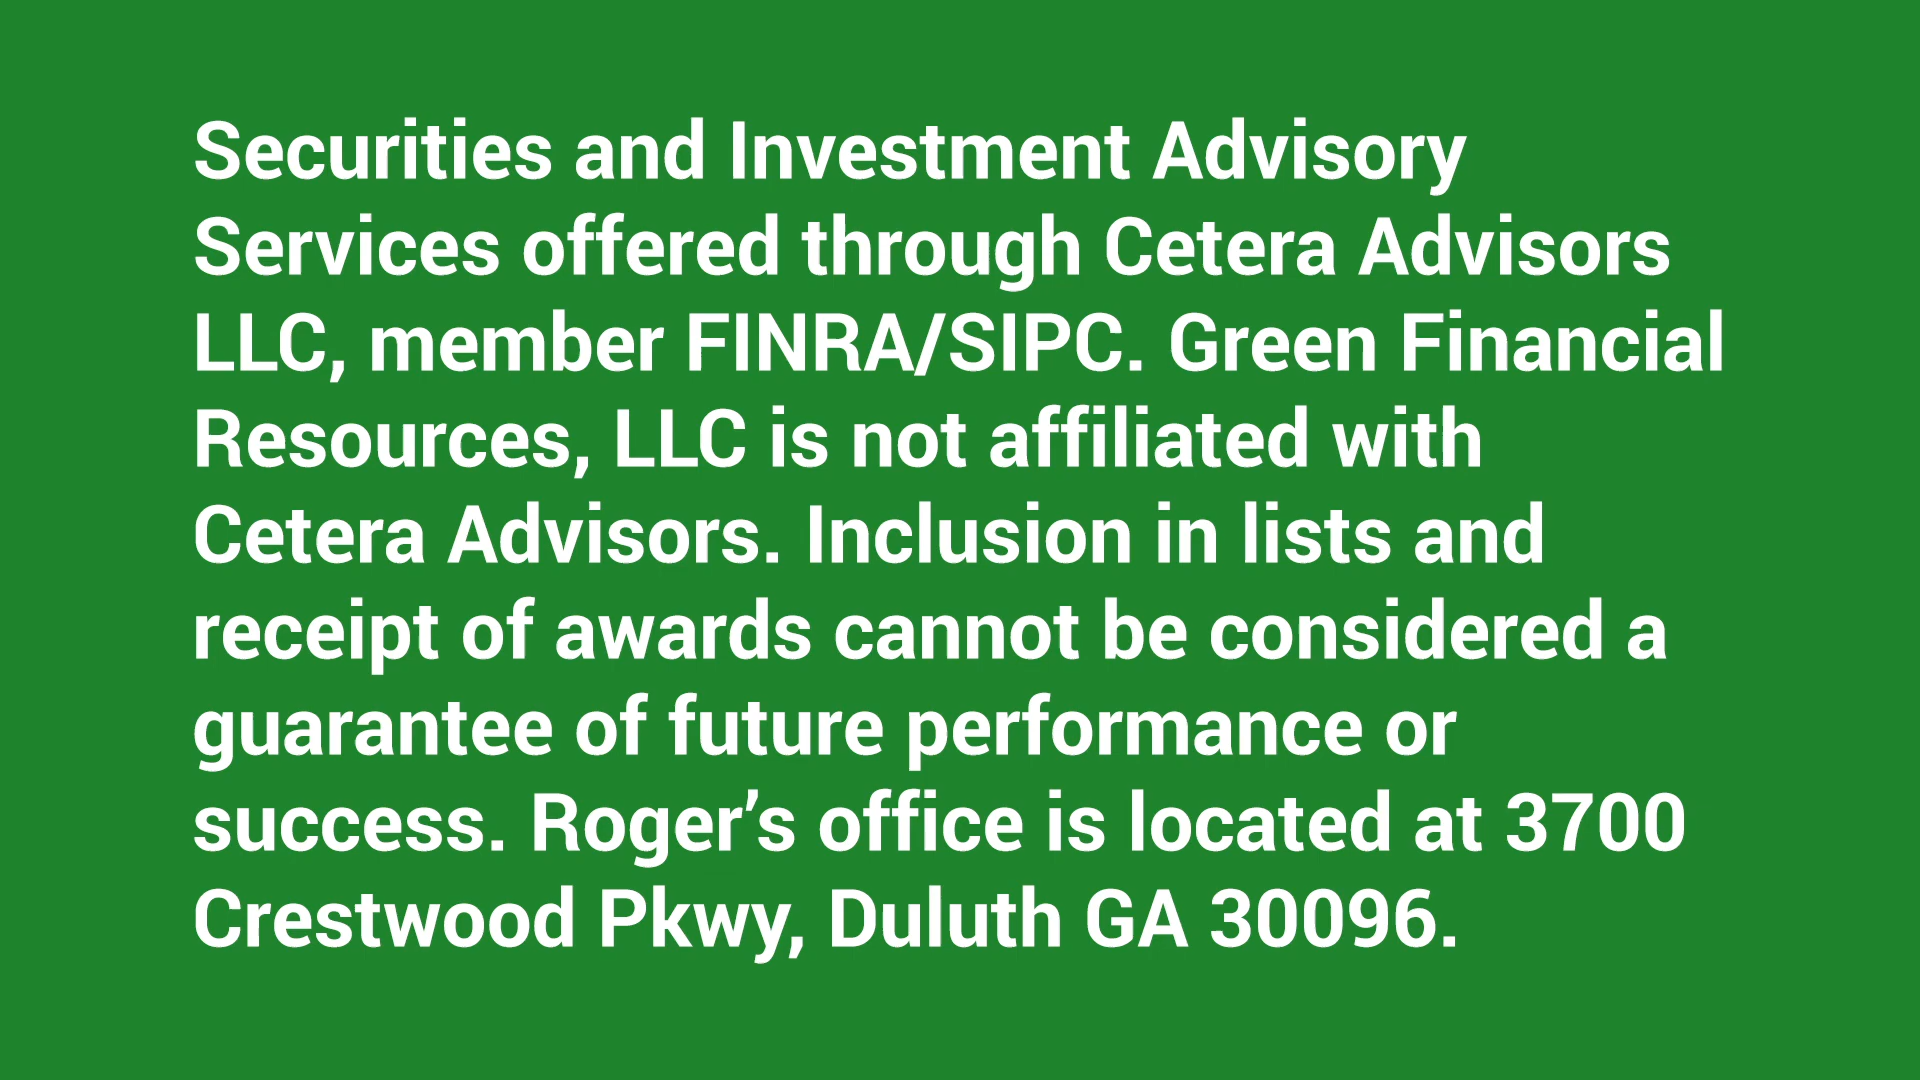 Securities and Investment Advisory
Services offered through Cetera Advisors
LLC, member FINRA/SIPC. Green Financial
Resources, LLC is not affiliated with
Cetera Advisors. Inclusion in lists and
receipt of awards cannot be considered a
guarantee of future performance or
success. Roger’s office is located at 3700
Crestwood Pkwy, Duluth GA 30096.